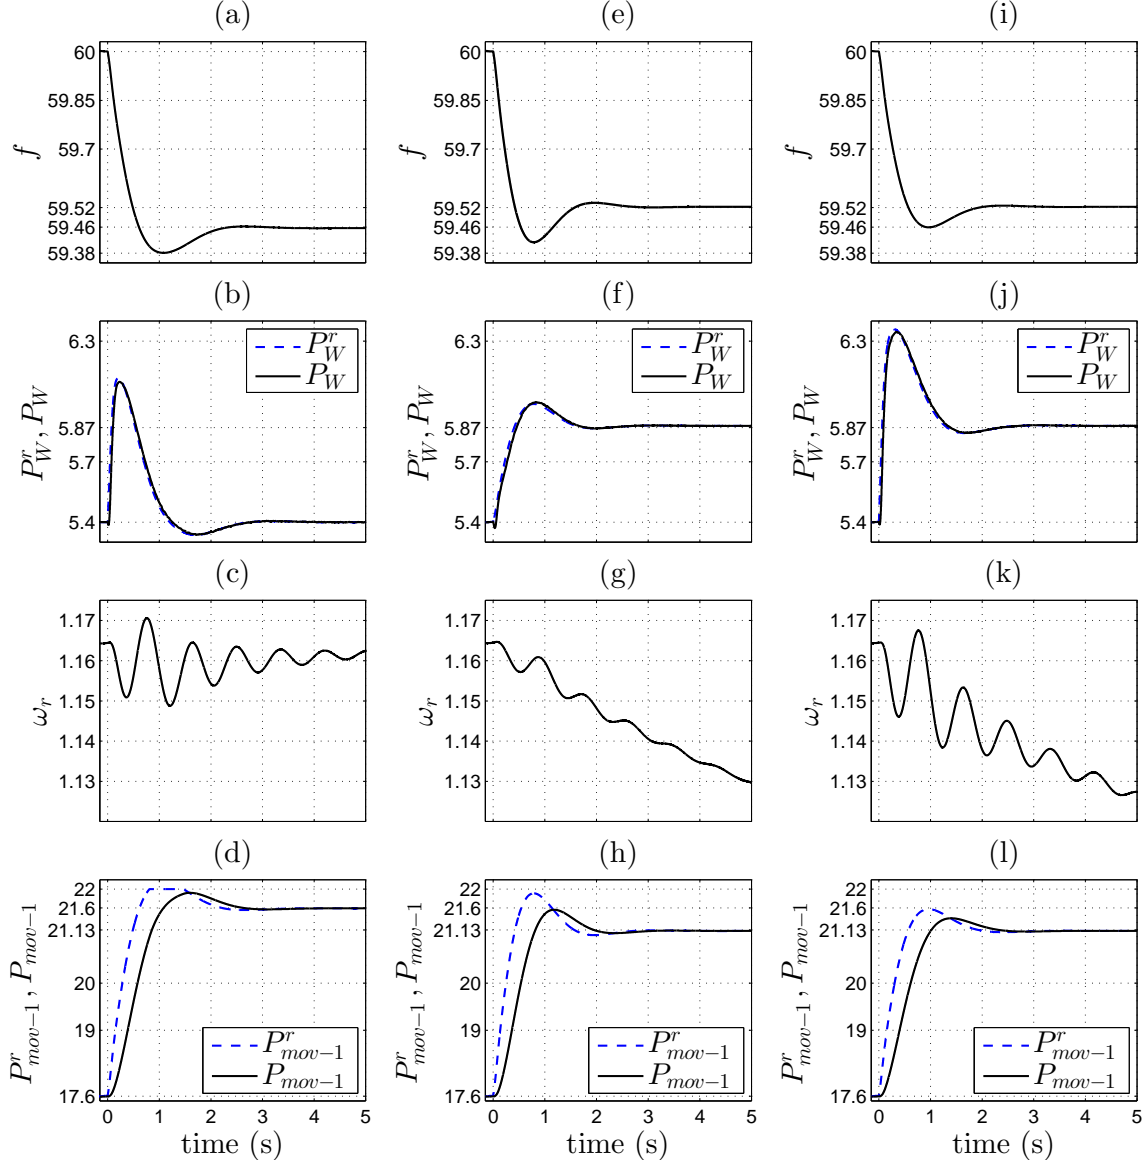 (a)
60
59.85
59.7
59.52
59.46
59.38
f
(e)
60
59.85
59.7
59.52
59.46
59.38
f
(i)
60
59.85
59.7
59.52
59.46
59.38
f
(b)
6.3
5.87
5.7
5.4
P^r_W, P_W
P^r_W
P_W
(f)
6.3
5.87
5.7
5.4
P^r_W, P_W
P^r_W
P_W
(j)
6.3
5.87
5.7
5.4
P^r_W, P_W
P^r_W
P_W
(c)
1.17
1.16
1.15
1.14
1.13
ω_r
(g)
1.17
1.16
1.15
1.14
1.13
ω_r
(k)
1.17
1.16
1.15
1.14
1.13
ω_r
(d)
22
21.6
21.13
20
19
17.6
P^r_{mov-1}, P_{mov-1}
P^r_{mov-1}
P_{mov-1}
0 1 2 3 4 5
time (s)
(h)
22
21.6
21.13
20
19
17.6
P^r_{mov-1}, P_{mov-1}
P^r_{mov-1}
P_{mov-1}
0 1 2 3 4 5
time (s)
(l)
22
21.6
21.13
20
19
17.6
P^r_{mov-1}, P_{mov-1}
P^r_{mov-1}
P_{mov-1}
0 1 2 3 4 5
time (s)